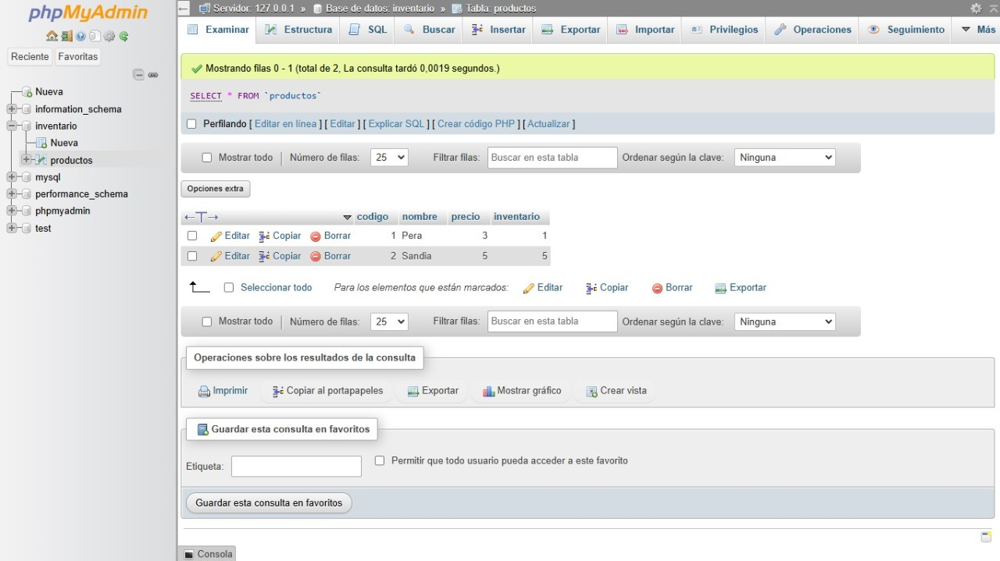 phpMyAdmin
Reciente Favoritas
Nueva
information_schema
inventario
Nueva
productos
mysql
performance_schema
phpmyadmin
test
Servidor: 127.0.0.1 » Base de datos: inventario » Tabla: productos
Examinar Estructura SQL Buscar Insertar Exportar Importar Privilegios Operaciones Seguimiento Más
Mostrando filas 0 - 1 (total de 2, La consulta tardó 0,0019 segundos.)
SELECT * FROM `productos`
Perfilando [ Editar en línea ] [ Editar ] [ Explicar SQL ] [ Crear código PHP ] [ Actualizar ]
Mostrar todo | Número de filas: 25 Filtrar filas: Buscar en esta tabla Ordenar según la clave: Ninguna
Opciones extra
←T→ codigo nombre precio inventario
Editar Copiar Borrar 1 Pera 3 1
Editar Copiar Borrar 2 Sandia 5 5
Seleccionar todo Para los elementos que están marcados: Editar Copiar Borrar Exportar
Mostrar todo | Número de filas: 25 Filtrar filas: Buscar en esta tabla Ordenar según la clave: Ninguna
Operaciones sobre los resultados de la consulta
Imprimir Copiar al portapapeles Exportar Mostrar gráfico Crear vista
Guardar esta consulta en favoritos
Etiqueta: Permitir que todo usuario pueda acceder a este favorito
Guardar esta consulta en favoritos
Consola